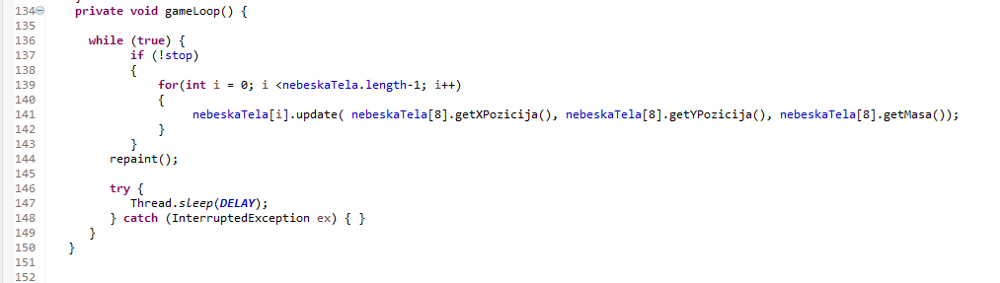 134 private void gameLoop() {
135
136 while (true) {
137 if (!stop)
138 {
139 for(int i = 0; i <nebeskaTela.length-1; i++)
140 {
141 nebeskaTela[i].update( nebeskaTela[8].getXPozicija(), nebeskaTela[8].getYPozicija(), nebeskaTela[8].getMasa());
142 }
143 }
144 repaint();
145
146 try {
147 Thread.sleep(DELAY);
148 } catch (InterruptedException ex) { }
149 }
150 }
151
152